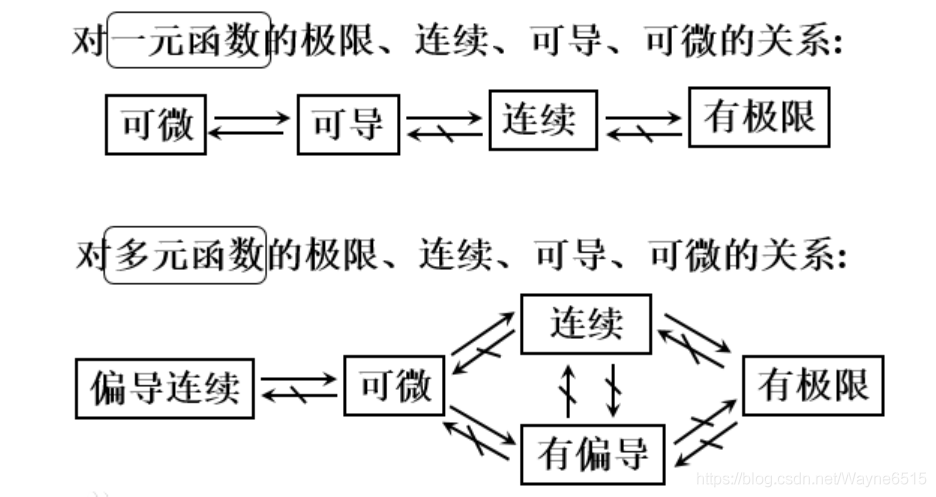 对一元函数的极限、连续、可导、可微的关系:
可微 可导 连续 有极限
对多元函数的极限、连续、可导、可微的关系:
连续
偏导连续 可微 有极限
有偏导
https://blog.csdn.net/Wayne6515